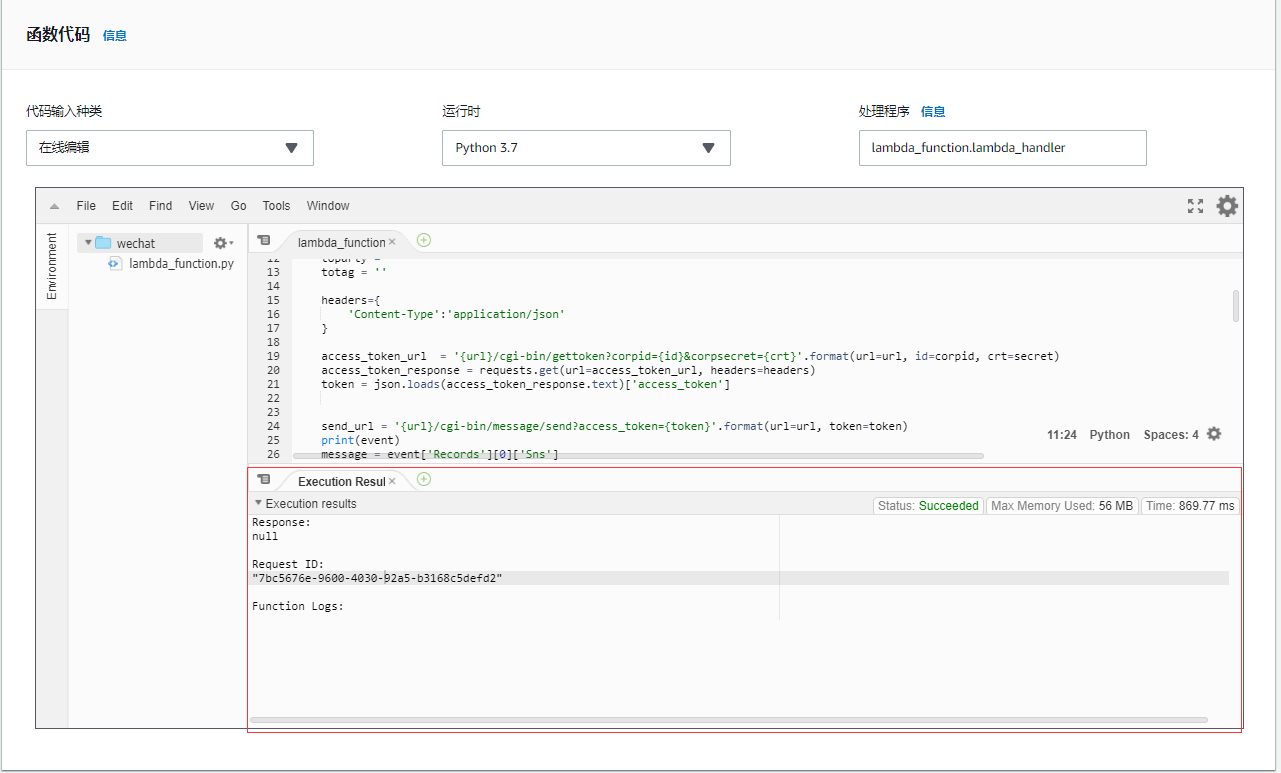 函数代码 信息
代码输入种类 运行时 处理程序 信息
在线编辑 Python 3.7 lambda_function.lambda_handler
File Edit Find View Go Tools Window
Environment
wechat
lambda_function.py
lambda_function
12 toparty =
13 totag = ''
14
15 headers={
16 'Content-Type':'application/json'
17 }
18
19 access_token_url  = '{url}/cgi-bin/gettoken?corpid={id}&corpsecret={crt}'.format(url=url, id=corpid, crt=secret)
20 access_token_response = requests.get(url=access_token_url, headers=headers)
21 token = json.loads(access_token_response.text)['access_token']
22
23
24 send_url = '{url}/cgi-bin/message/send?access_token={token}'.format(url=url, token=token)
25 print(event)
26 message = event['Records'][0]['Sns']
11:24 Python Spaces: 4
Execution Resul
Execution results
Status: Succeeded Max Memory Used: 56 MB Time: 869.77 ms
Response:
null
Request ID:
"7bc5676e-9600-4030-92a5-b3168c5defd2"
Function Logs: